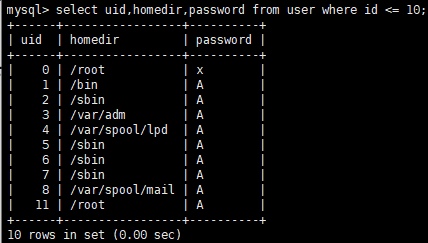 mysql> select uid,homedir,password from user where id <= 10;
+------+-----------------+----------+
| uid | homedir | password |
+------+-----------------+----------+
| 0 | /root | x |
| 1 | /bin | A |
| 2 | /sbin | A |
| 3 | /var/adm | A |
| 4 | /var/spool/lpd | A |
| 5 | /sbin | A |
| 6 | /sbin | A |
| 7 | /sbin | A |
| 8 | /var/spool/mail | A |
| 11 | /root | A |
+------+-----------------+----------+
10 rows in set (0.00 sec)